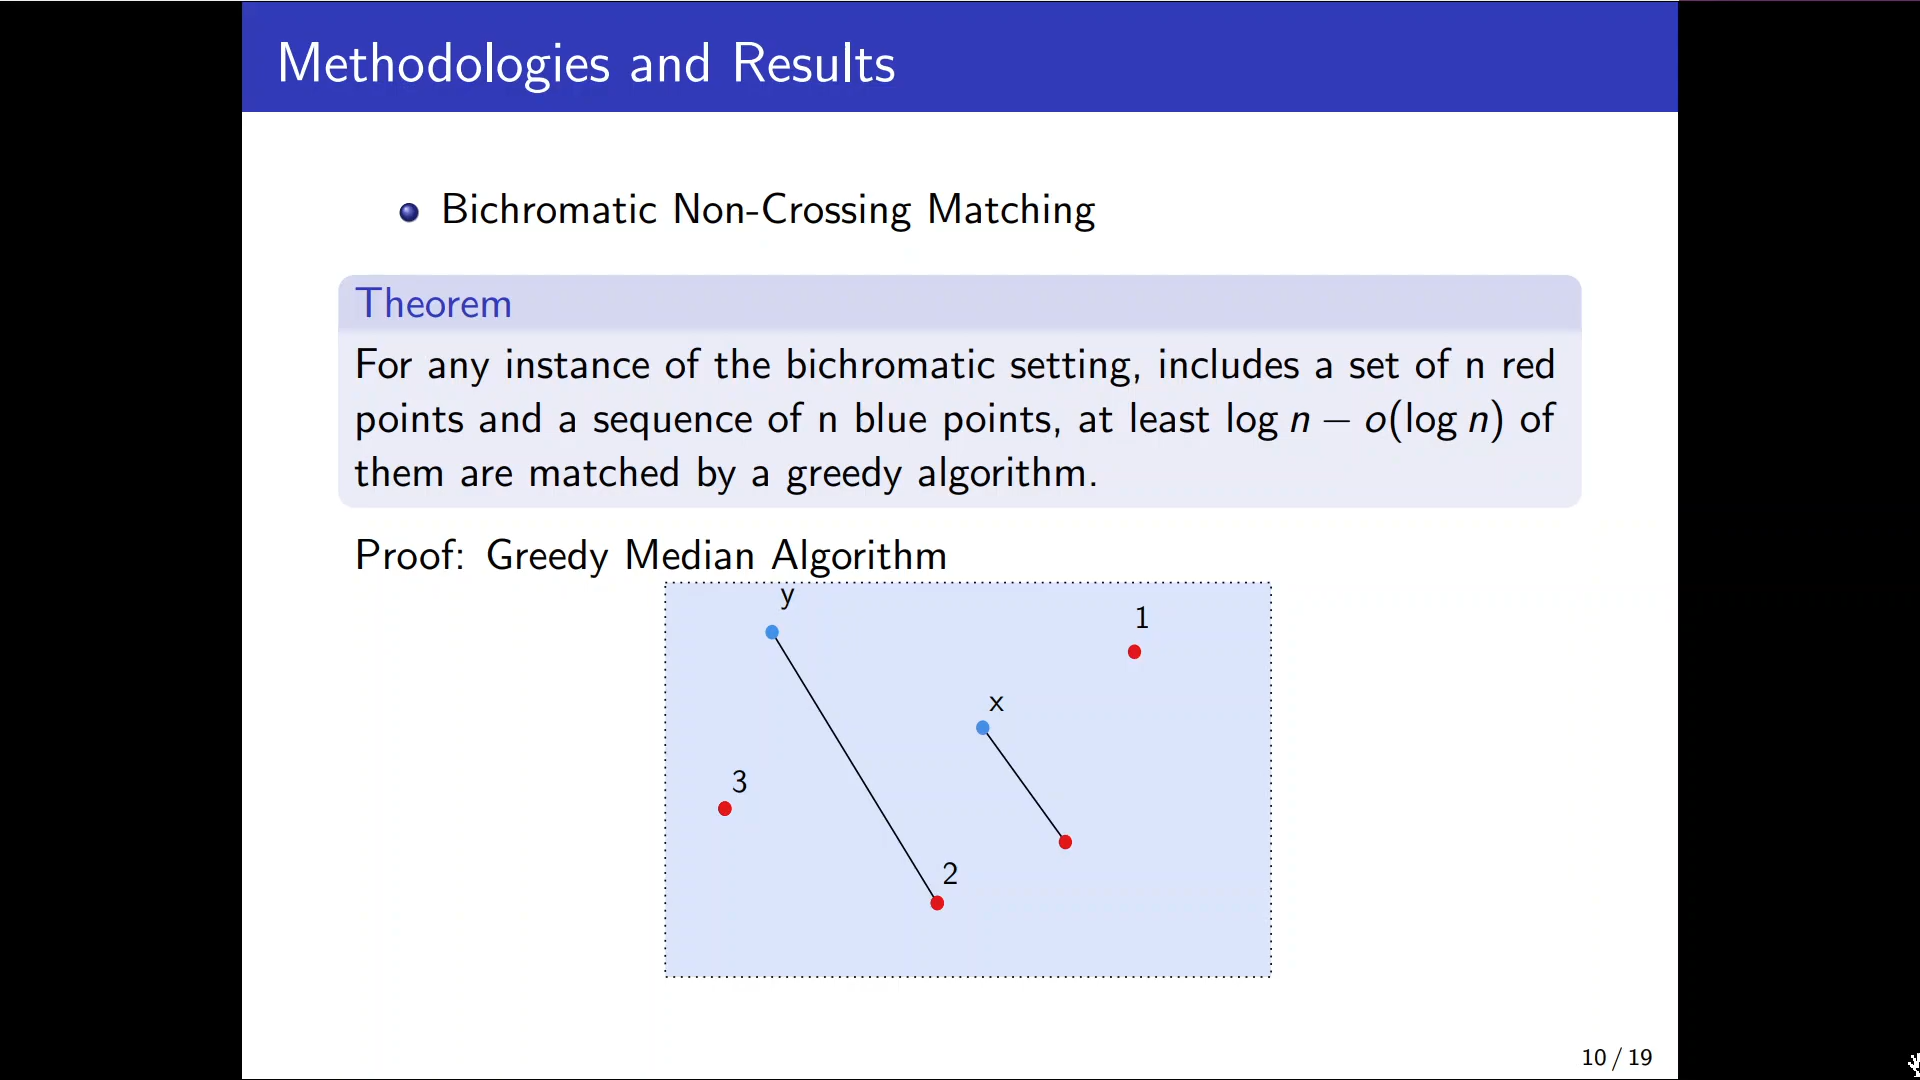 Methodologies and Results
Bichromatic Non-Crossing Matching
Theorem
For any instance of the bichromatic setting, includes a set of n red
points and a sequence of n blue points, at least log n − o(log n) of
them are matched by a greedy algorithm.
Proof: Greedy Median Algorithm
y
1
x
3
2
10 / 19